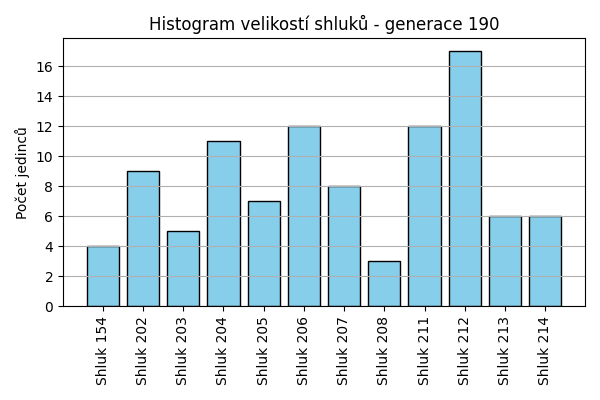 Histogram velikostí shluků - generace 190
Počet jedinců
16
14
12
10
8
6
4
2
0
Shluk 154
Shluk 202
Shluk 203
Shluk 204
Shluk 205
Shluk 206
Shluk 207
Shluk 208
Shluk 211
Shluk 212
Shluk 213
Shluk 214